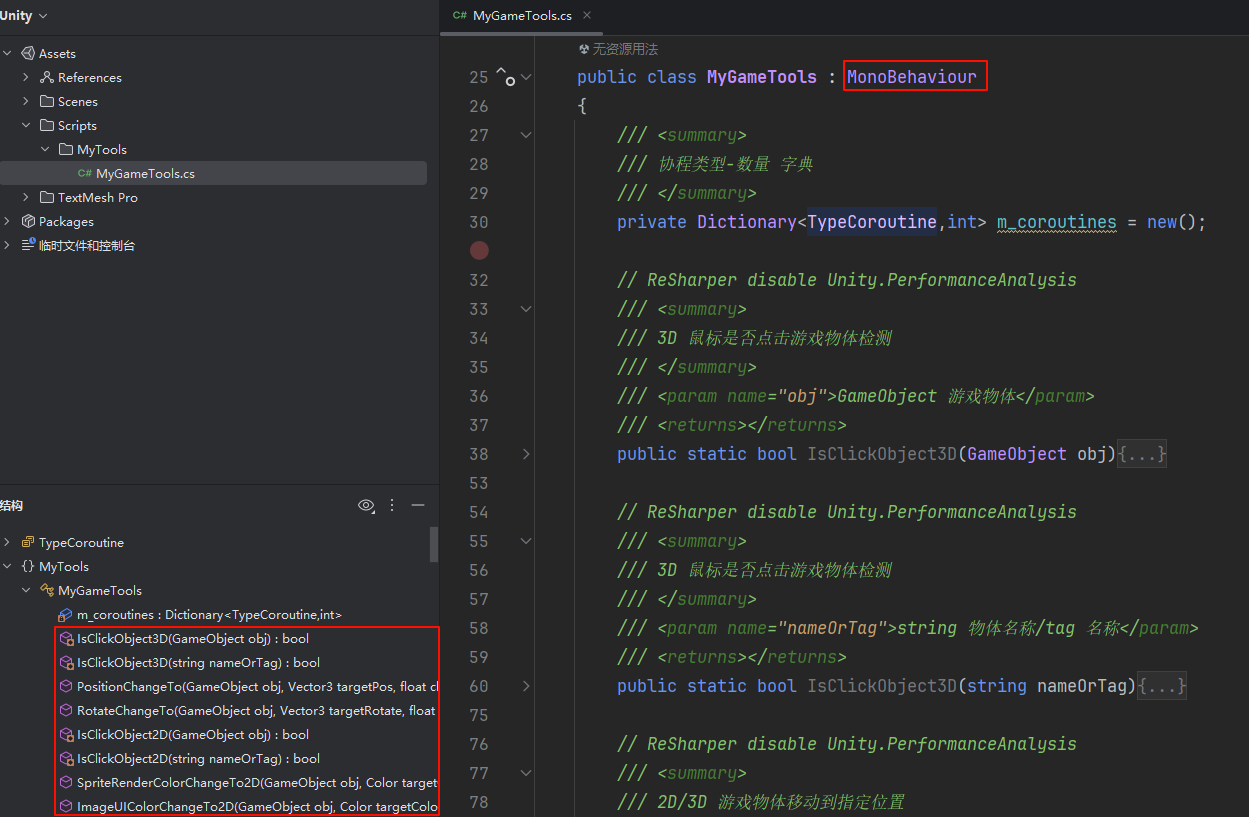 Unity
Assets
References
Scenes
Scripts
MyTools
C# MyGameTools.cs
TextMesh Pro
Packages
临时文件和控制台
结构
TypeCoroutine
{} MyTools
MyGameTools
m_coroutines : Dictionary<TypeCoroutine,int>
IsClickObject3D(GameObject obj) : bool
IsClickObject3D(string nameOrTag) : bool
PositionChangeTo(GameObject obj, Vector3 targetPos, float cl
RotateChangeTo(GameObject obj, Vector3 targetRotate, float
IsClickObject2D(GameObject obj) : bool
IsClickObject2D(string nameOrTag) : bool
SpriteRenderColorChangeTo2D(GameObject obj, Color target
ImageUIColorChangeTo2D(GameObject obj, Color targetColo
C# MyGameTools.cs
无资源用法
25 public class MyGameTools : MonoBehaviour
26 {
27 /// <summary>
28 /// 协程类型-数量 字典
29 /// </summary>
30 private Dictionary<TypeCoroutine,int> m_coroutines = new();
32 // ReSharper disable Unity.PerformanceAnalysis
33 /// <summary>
34 /// 3D 鼠标是否点击游戏物体检测
35 /// </summary>
36 /// <param name="obj">GameObject 游戏物体</param>
37 /// <returns></returns>
38 public static bool IsClickObject3D(GameObject obj){...}
53
54 // ReSharper disable Unity.PerformanceAnalysis
55 /// <summary>
56 /// 3D 鼠标是否点击游戏物体检测
57 /// </summary>
58 /// <param name="nameOrTag">string 物体名称/tag 名称</param>
59 /// <returns></returns>
60 public static bool IsClickObject3D(string nameOrTag){...}
75
76 // ReSharper disable Unity.PerformanceAnalysis
77 /// <summary>
78 /// 2D/3D 游戏物体移动到指定位置